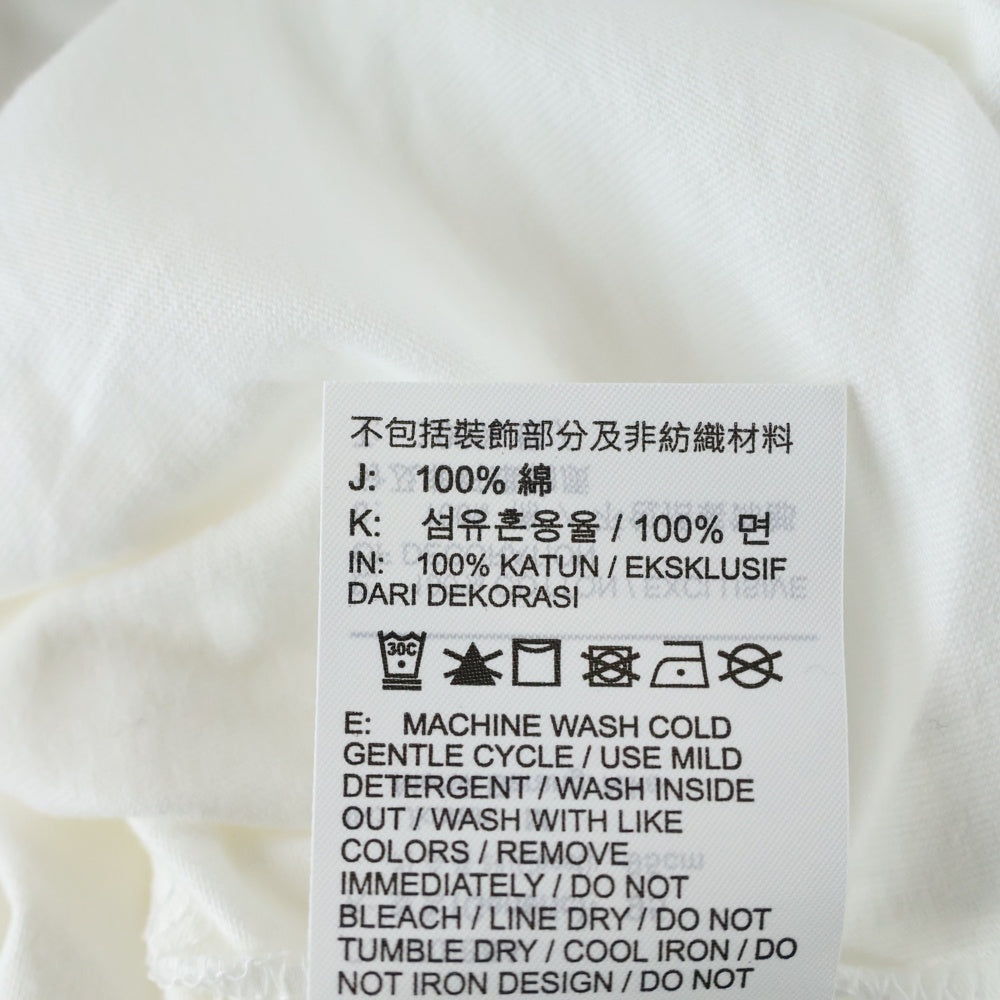 不包括裝飾部分及非紡織材料
J: 100% 綿
K: 섬유혼용율 / 100% 면
IN: 100% KATUN / EKSKLUSIF
DARI DEKORASI
30C
E: MACHINE WASH COLD
GENTLE CYCLE / USE MILD
DETERGENT / WASH INSIDE
OUT / WASH WITH LIKE
COLORS / REMOVE
IMMEDIATELY / DO NOT
BLEACH / LINE DRY / DO NOT
TUMBLE DRY / COOL IRON / DO
NOT IRON DESIGN / DO NOT